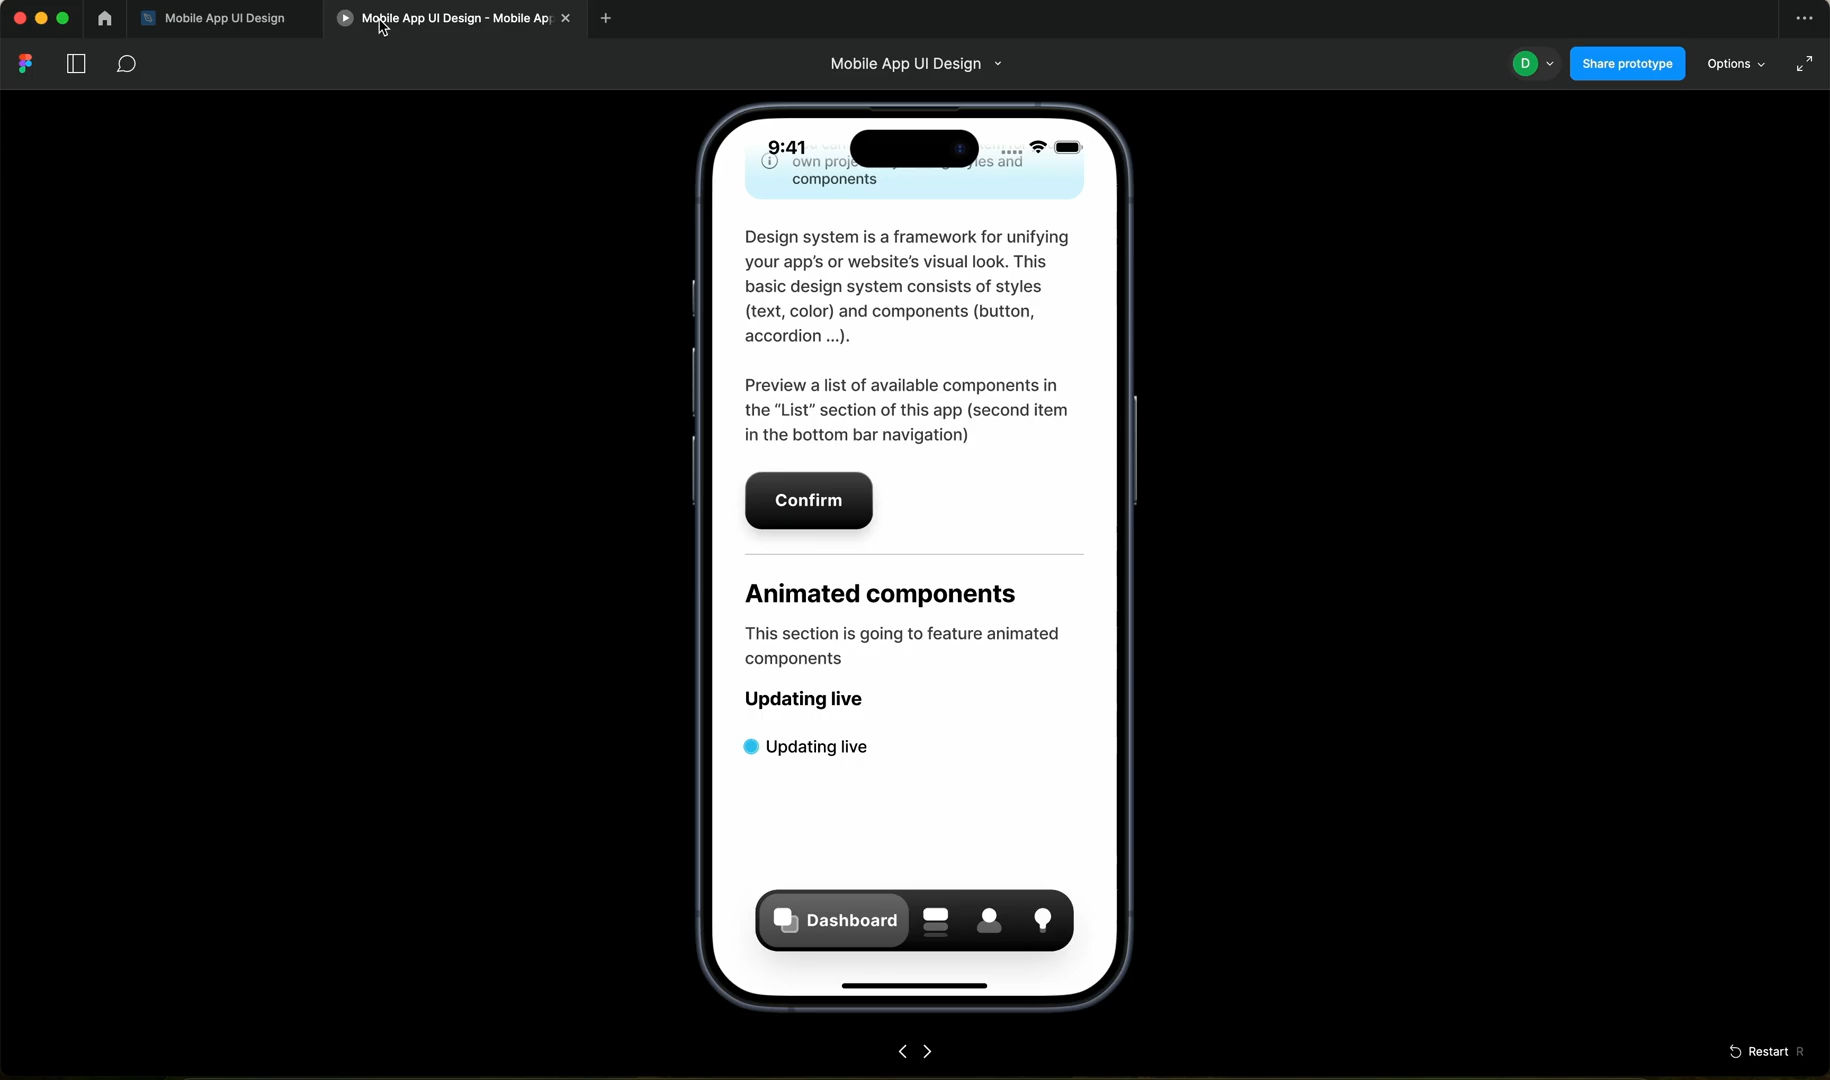 Mobile App UI Design
Mobile App UI Design - Mobile App
Mobile App UI Design
D
Share prototype
Options
9:41
own
and
components
Design system is a framework for unifying
your app’s or website’s visual look. This
basic design system consists of styles
(text, color) and components (button,
accordion ...).
Preview a list of available components in
the “List” section of this app (second item
in the bottom bar navigation)
Confirm
Animated components
This section is going to feature animated
components
Updating live
Updating live
Dashboard
Restart R